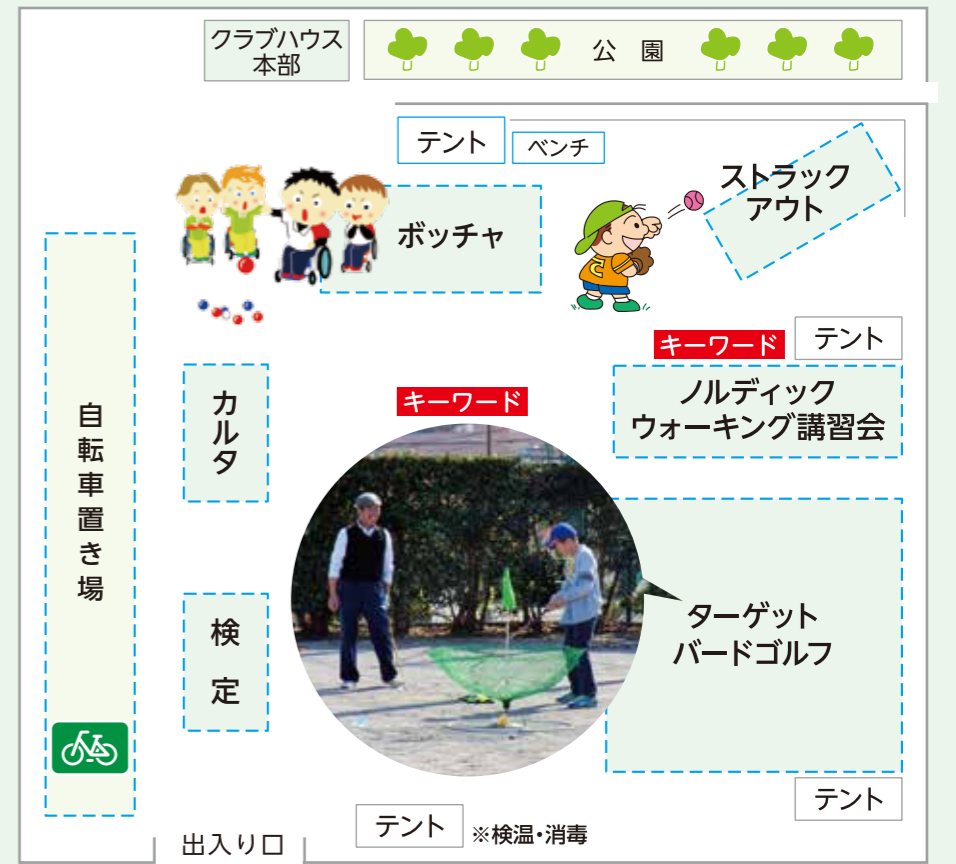 クラブハウス
本部
公園
テント
ベンチ
ストラック
アウト
ボッチャ
キーワード
テント
ノルディック
ウォーキング講習会
キーワード
カルタ
自転車置き場
検定
ターゲット
バードゴルフ
テント
テント
※検温・消毒
出入り口